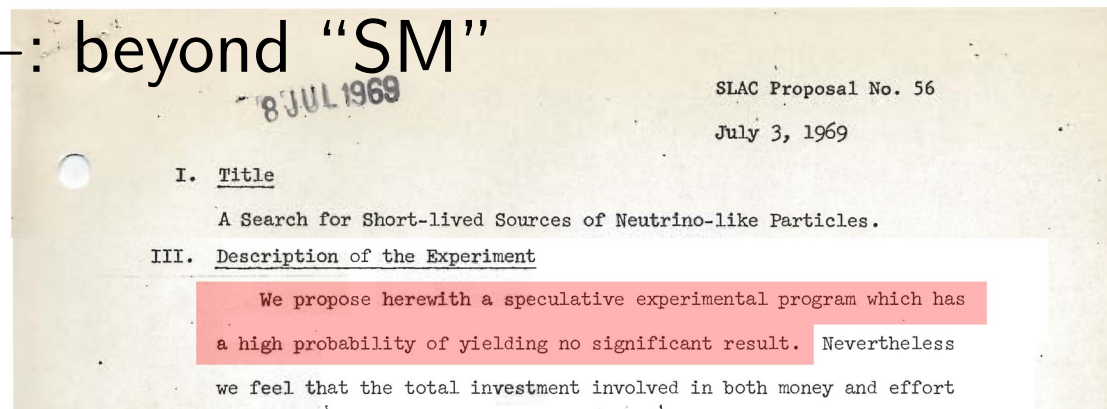 –: beyond “SM”
8 JUL 1969
SLAC Proposal No. 56
July 3, 1969
I. Title
A Search for Short-lived Sources of Neutrino-like Particles.
III. Description of the Experiment
We propose herewith a speculative experimental program which has
a high probability of yielding no significant result. Nevertheless
we feel that the total investment involved in both money and effort